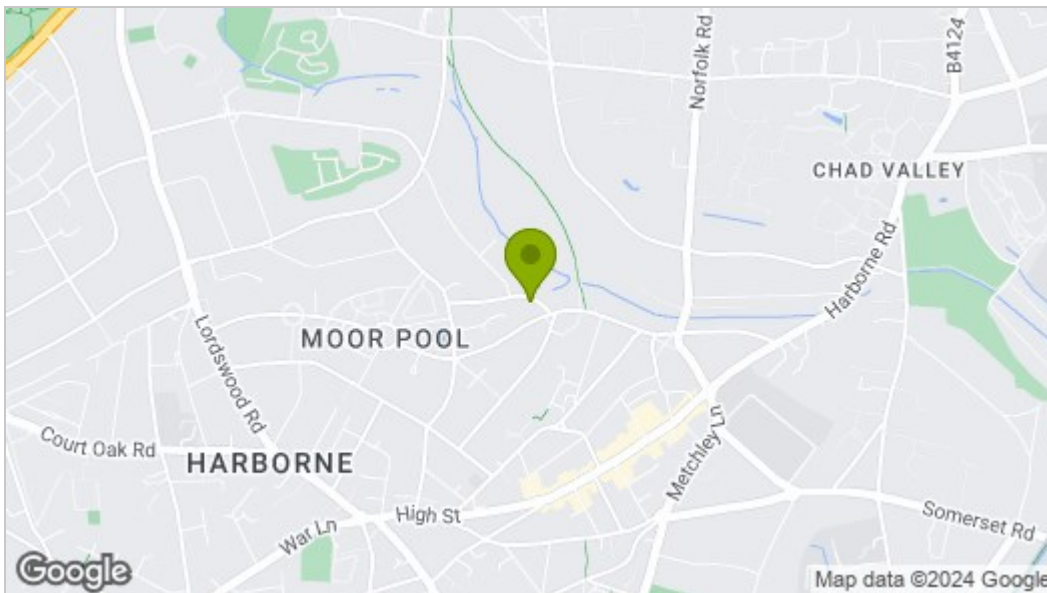 B4124
Norfolk Rd
CHAD VALLEY
Harborne Rd
MOOR POOL
Lordswood Rd
Court Oak Rd
HARBORNE
Metchley Ln
High St
War Ln
Somerset Rd
Google
Map data ©2024 Google